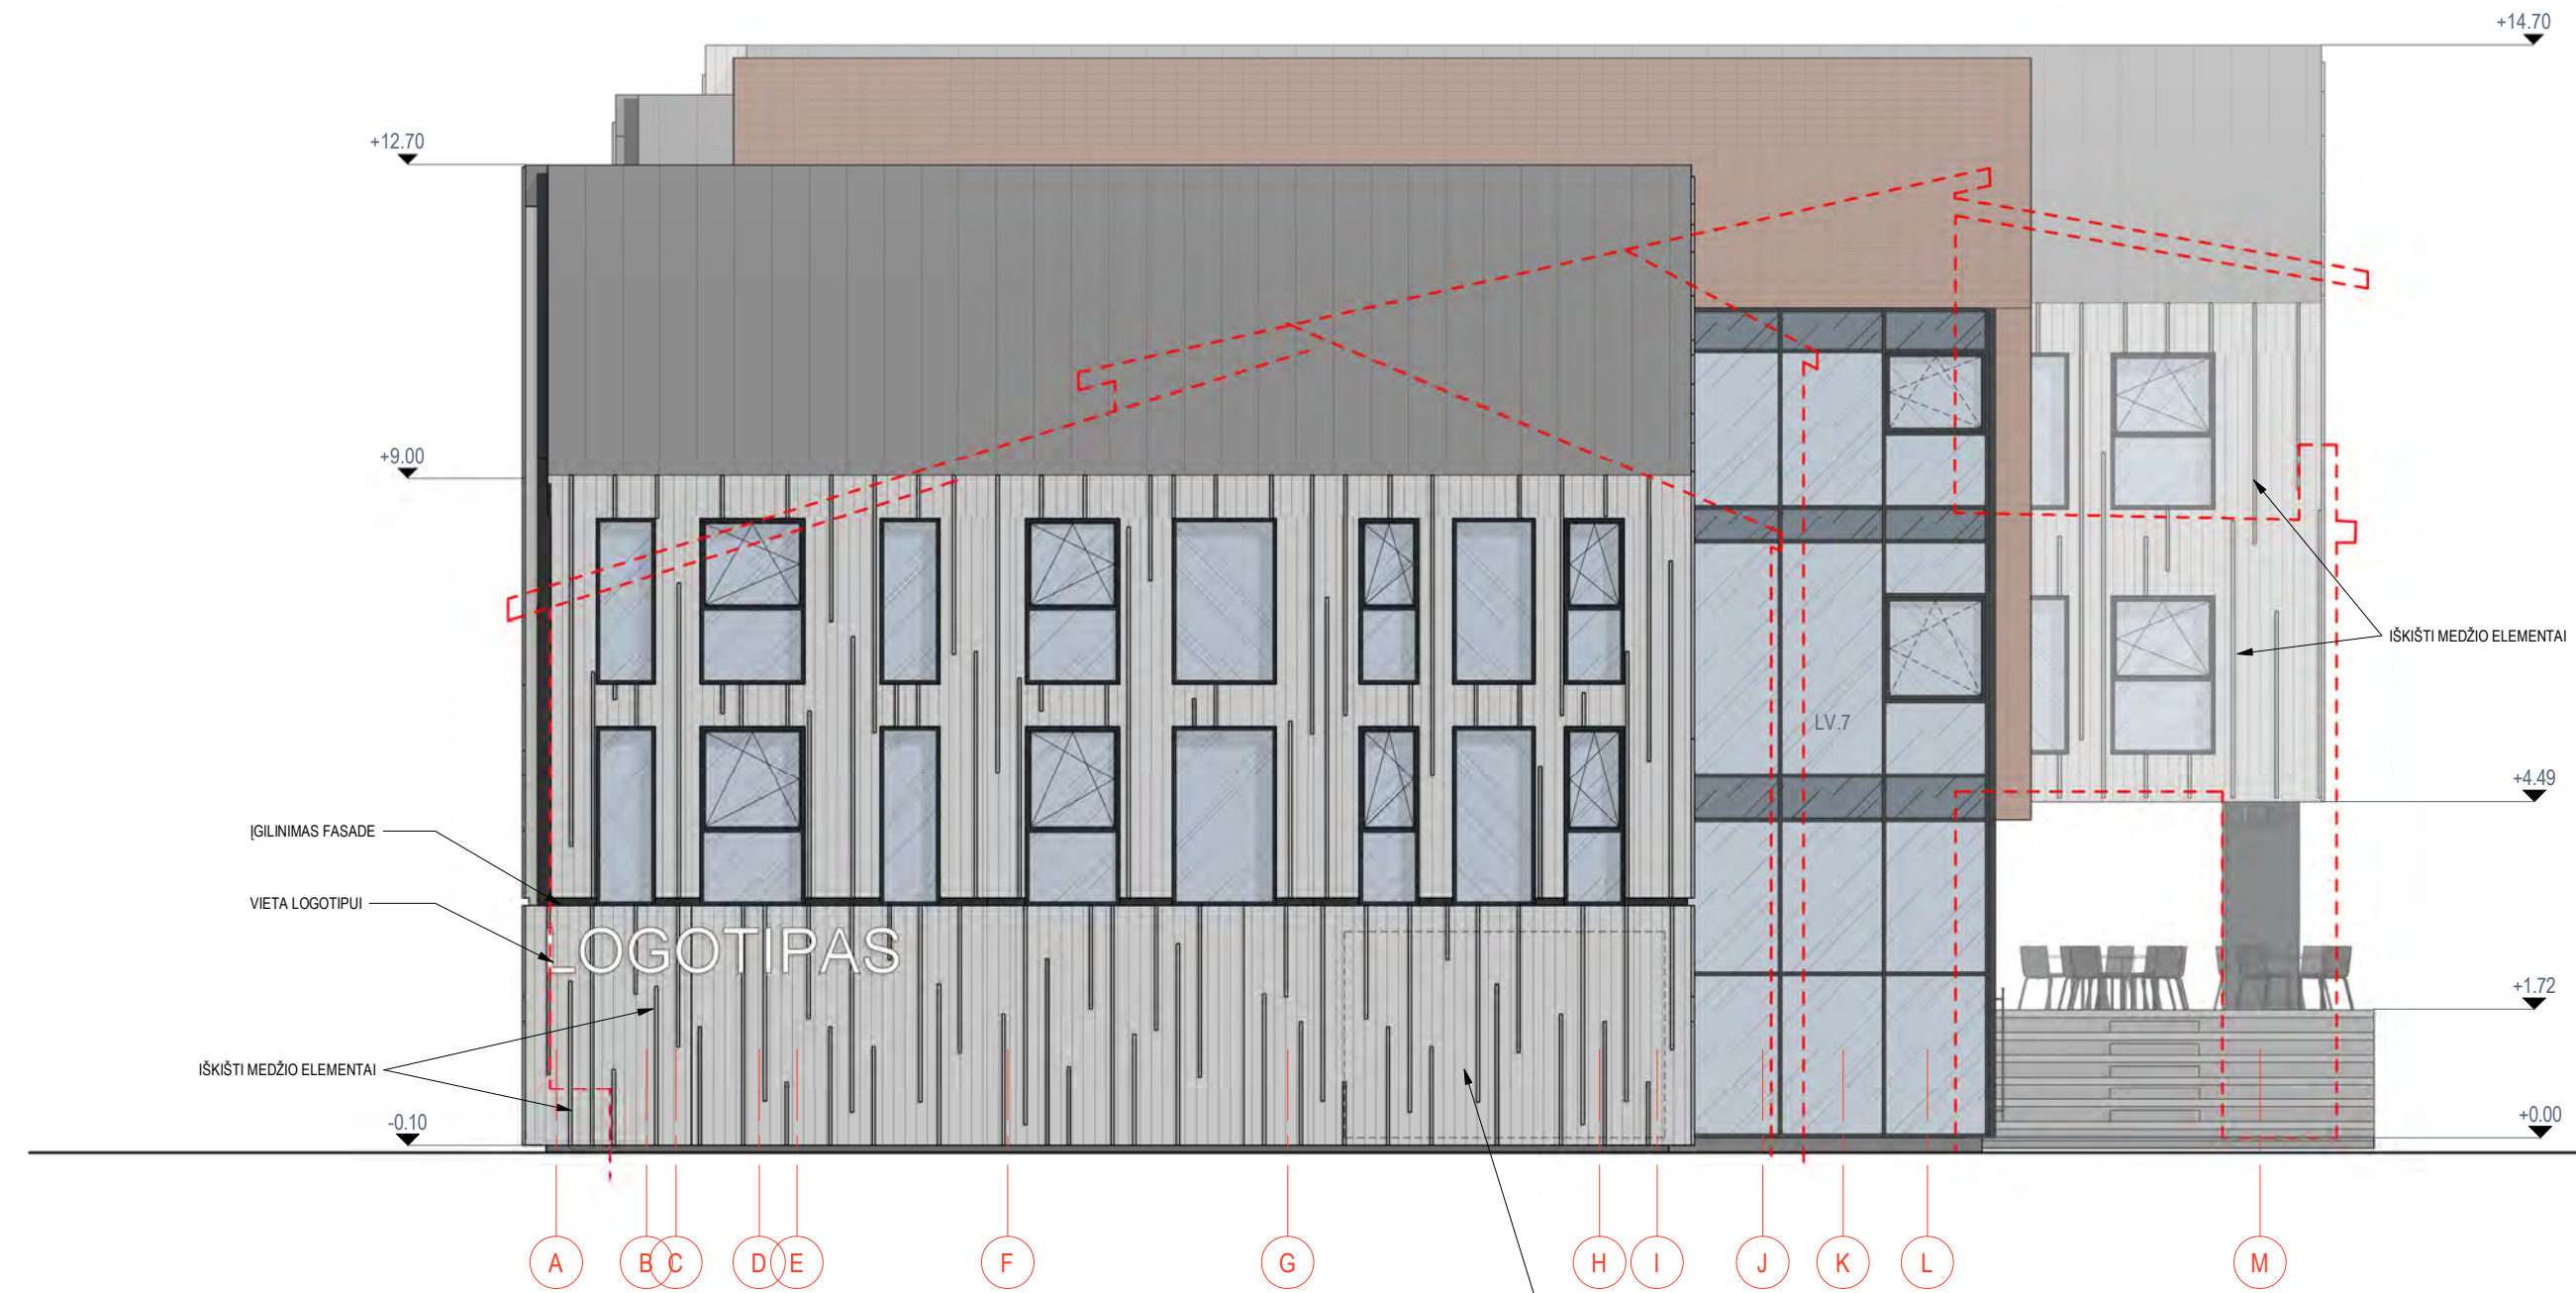 +14.70
+12.70
+9.00
IŠKIŠTI MEDŽIO ELEMENTAI
LV.7
+4.49
ĮGILINIMAS FASADE
VIETA LOGOTIPUI
LOGOTIPAS
+1.72
IŠKIŠTI MEDŽIO ELEMENTAI
-0.10
+0.00
A B C D E F G H I J K L M